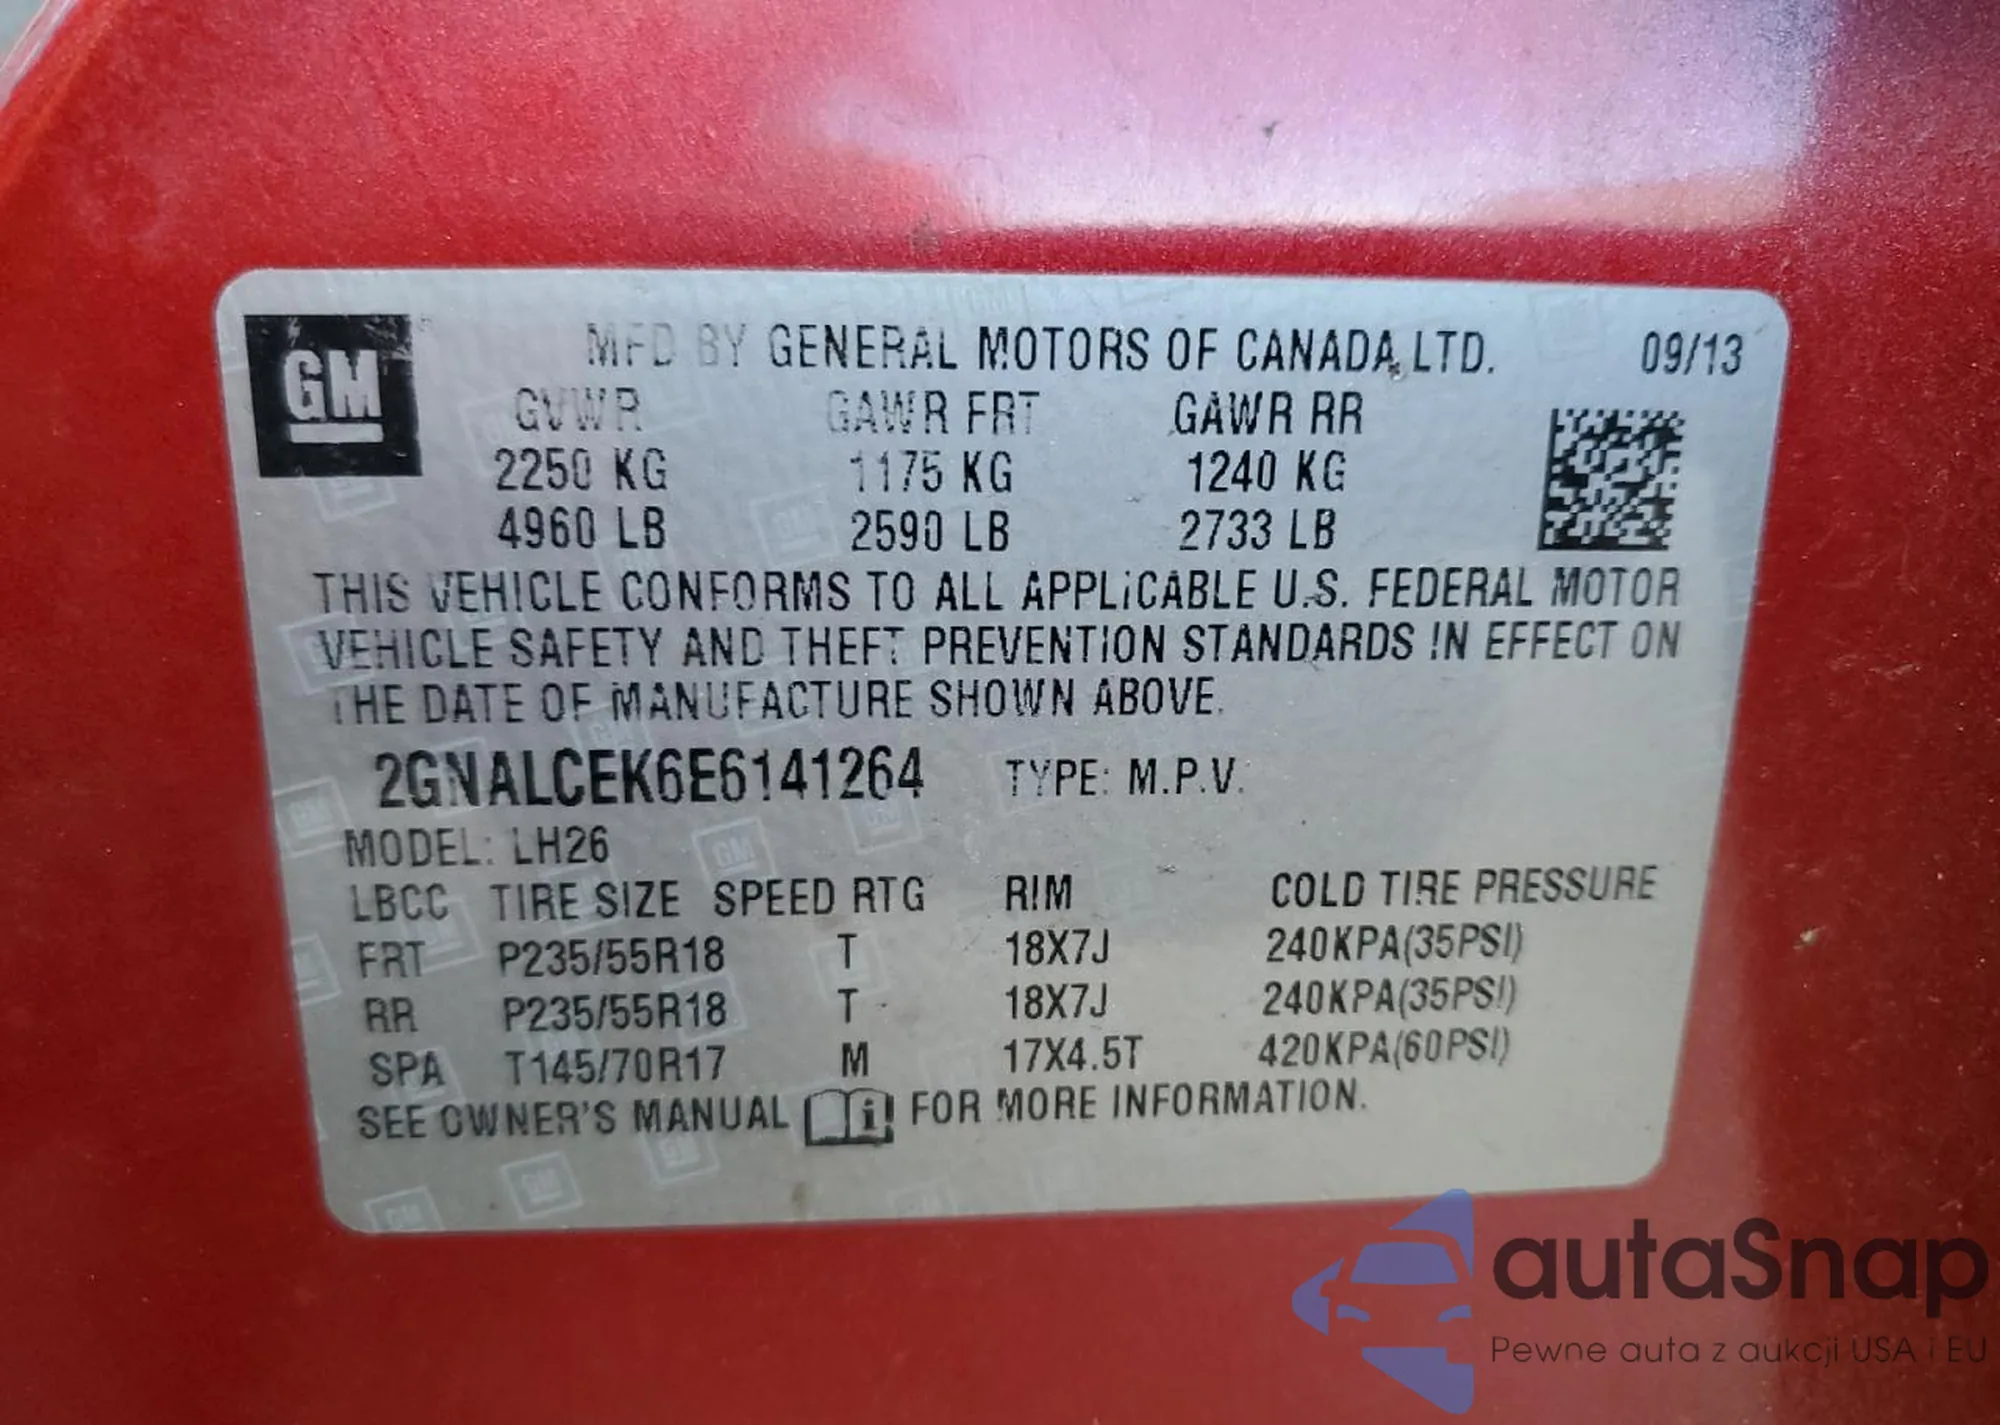 GM
MFD BY GENERAL MOTORS OF CANADA LTD. 09/13
GVWR GAWR FRT GAWR RR
2250 KG 1175 KG 1240 KG
4960 LB 2590 LB 2733 LB
THIS VEHICLE CONFORMS TO ALL APPLICABLE U.S. FEDERAL MOTOR
VEHICLE SAFETY AND THEFT PREVENTION STANDARDS IN EFFECT ON
THE DATE OF MANUFACTURE SHOWN ABOVE.
2GNALCEK6E6141264 TYPE: M.P.V.
MODEL: LH26
LBCC TIRE SIZE SPEED RTG RIM COLD TIRE PRESSURE
FRT P235/55R18 T 18X7J 240KPA(35PSI)
RR P235/55R18 T 18X7J 240KPA(35PSI)
SPA T145/70R17 M 17X4.5T 420KPA(60PSI)
SEE OWNER'S MANUAL FOR MORE INFORMATION.
autaSnap
Pewne auta z aukcji USA i EU